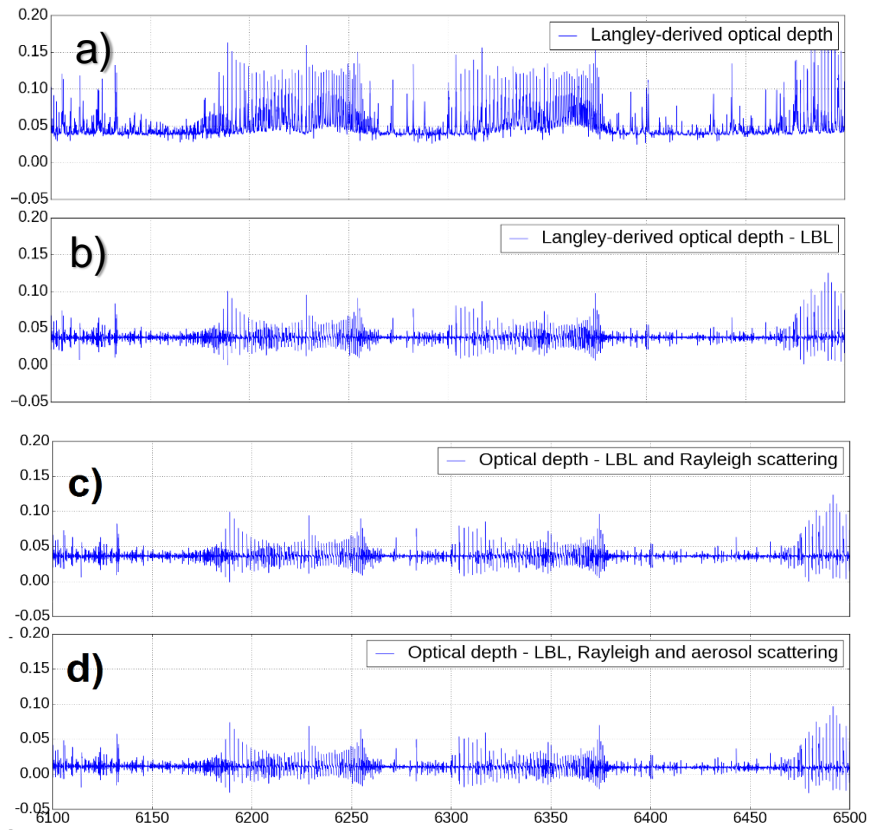 0.20
a)
Langley-derived optical depth
0.15
0.10
0.05
0.00
−0.05
0.20
b)
Langley-derived optical depth - LBL
0.15
0.10
0.05
0.00
−0.05
0.20
c)
Optical depth - LBL and Rayleigh scattering
0.15
0.10
0.05
0.00
-0.05
0.20
d)
Optical depth - LBL, Rayleigh and aerosol scattering
0.15
0.10
0.05
0.00
-0.05
6100 6150 6200 6250 6300 6350 6400 6450 6500